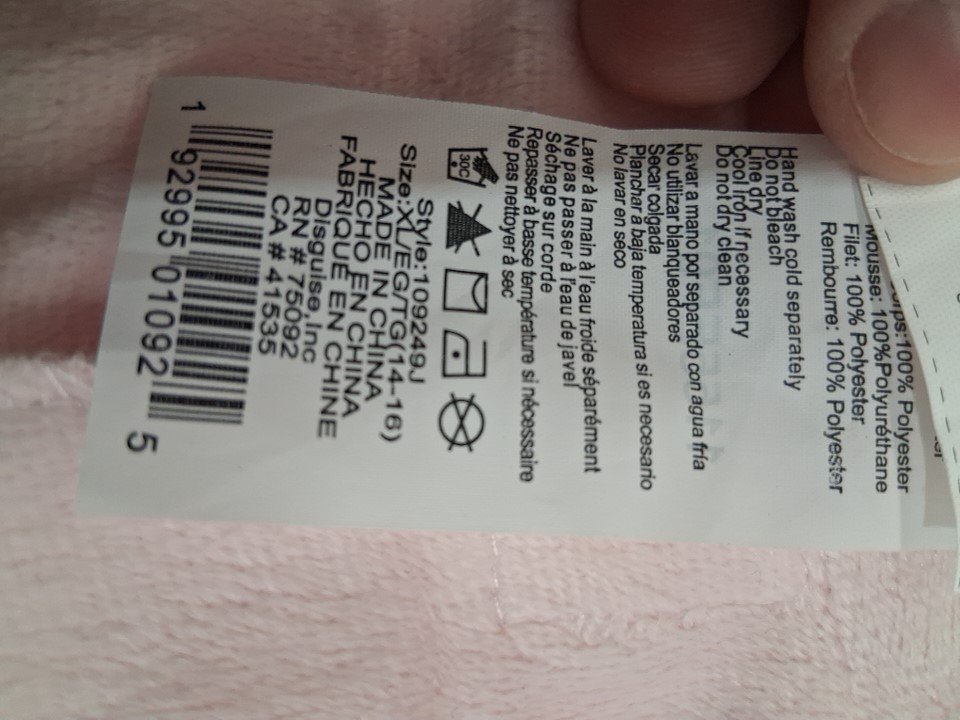 100% Polyester
Mousse: 100%Polyuréthane
Filet: 100% Polyester
Rembourre: 100% Polyester
Hand wash cold separately
Do not bleach
Line dry
Cool iron if necessary
Do not dry clean
Lavar a mano por separado con agua fría
No utilizar blanqueadores
Secar colgada
Planchar a baja temperatura si es necesario
No lavar en seco
Laver à la main à l'eau froide séparément
Ne pas passer à l'eau de javel
Séchage sur corde
Repasser à basse température si nécessaire
Ne pas nettoyer à sec
30C
Style:109249J
Size:XL/EG/TG(14-16)
MADE IN CHINA
HECHO EN CHINA
FABRIQUÉ EN CHINE
Disguise,Inc
RN # 75092
CA # 41535
1 92995 01092 5